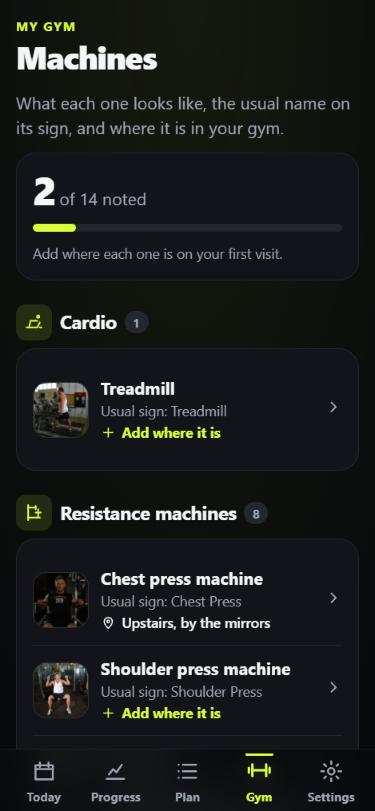 MY GYM
Machines
What each one looks like, the usual name on
its sign, and where it is in your gym.
2 of 14 noted
Add where each one is on your first visit.
Cardio 1
Treadmill
Usual sign: Treadmill
+ Add where it is
Resistance machines 8
Chest press machine
Usual sign: Chest Press
Upstairs, by the mirrors
Shoulder press machine
Usual sign: Shoulder Press
+ Add where it is
Today Progress Plan Gym Settings